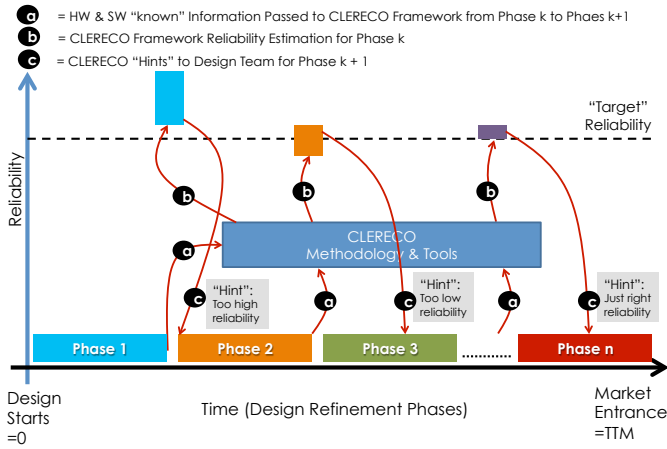 a = HW & SW “known” Information Passed to CLERECO Framework from Phase k to Phaes k+1
b = CLERECO Framework Reliability Estimation for Phase k
c = CLERECO “Hints” to Design Team for Phase k + 1
“Target”
Reliability
Reliability
b
b
b
CLERECO
Methodology & Tools
a
“Hint”:
Too high
reliability
c
a
“Hint”:
Too low
reliability
c
a
“Hint”:
Just right
reliability
c
Phase 1
Phase 2
Phase 3
...........
Phase n
Design
Starts
=0
Time (Design Refinement Phases)
Market
Entrance
=TTM